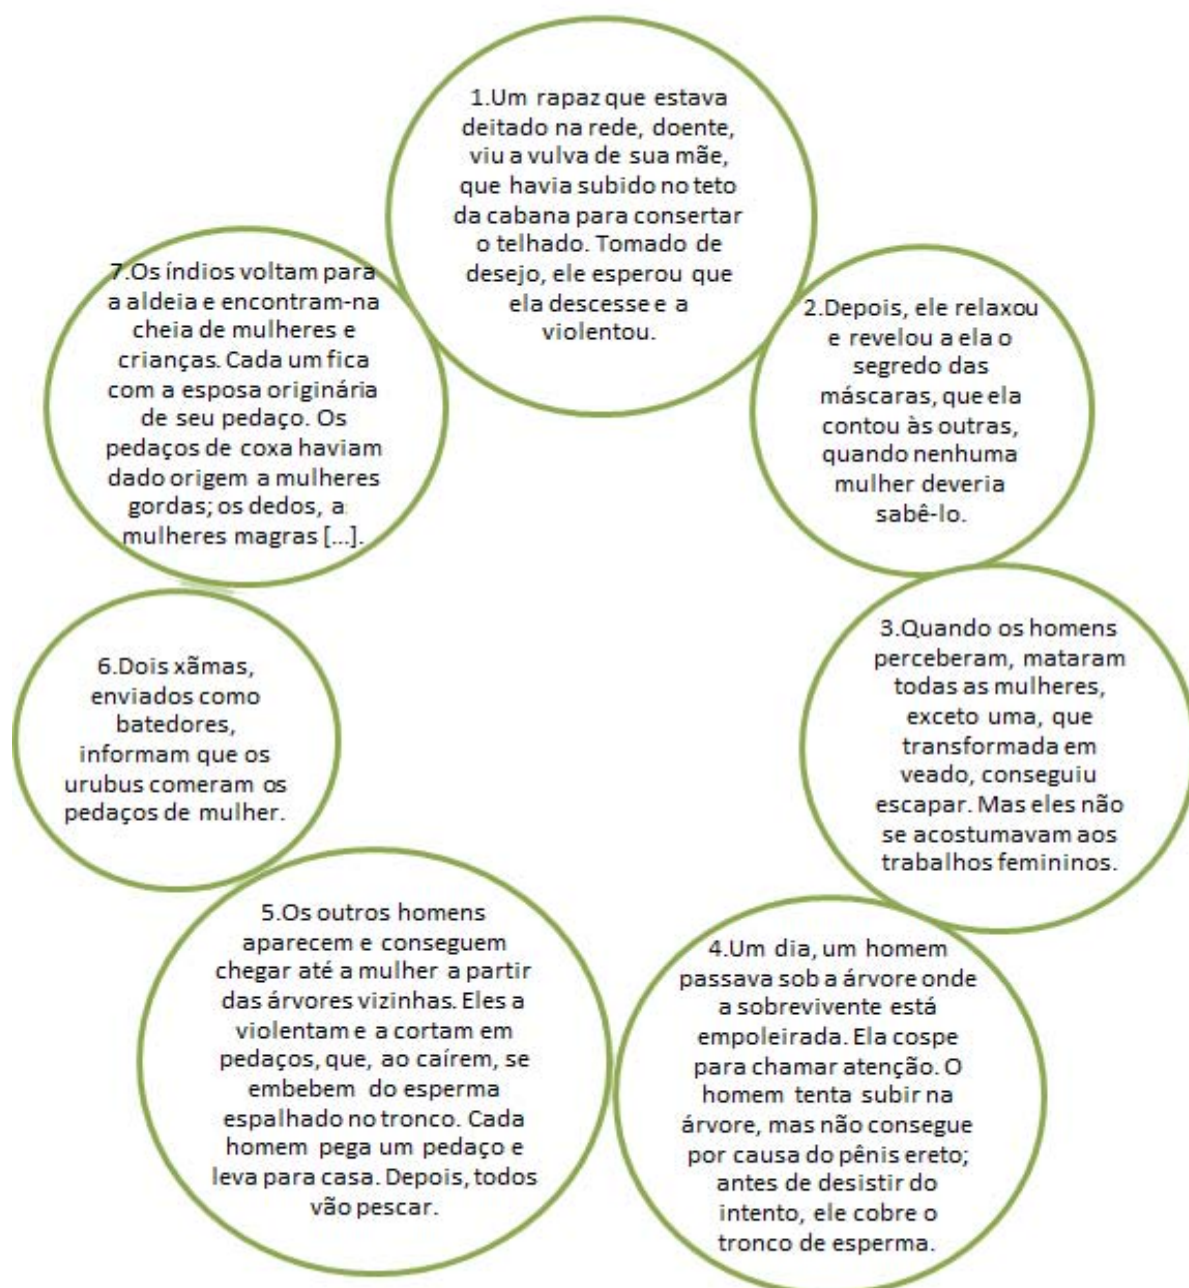 1.Um rapaz que estava
deitado na rede, doente,
viu a vulva de sua mãe,
que havia subido no teto
da cabana para consertar
o telhado. Tomado de
desejo, ele esperou que
ela descesse e a
violentou.
2.Depois, ele relaxou
e revelou a ela o
segredo das
máscaras, que ela
contou às outras,
quando nenhuma
mulher deveria
sabê-lo.
3.Quando os homens
perceberam, mataram
todas as mulheres,
exceto uma, que
transformada em
veado, conseguiu
escapar. Mas eles não
se acostumavam aos
trabalhos femininos.
4.Um dia, um homem
passava sob a árvore onde
a sobrevivente está
empoleirada. Ela cospe
para chamar atenção. O
homem tenta subir na
árvore, mas não consegue
por causa do pênis ereto;
antes de desistir do
intento, ele cobre o
tronco de esperma.
5.Os outros homens
aparecem e conseguem
chegar até a mulher a partir
das árvores vizinhas. Eles a
violentam e a cortam em
pedaços, que, ao caírem, se
embebem do esperma
espalhado no tronco. Cada
homem pega um pedaço e
leva para casa. Depois, todos
vão pescar.
6.Dois xãmas,
enviados como
batedores,
informam que os
urubus comeram os
pedaços de mulher.
7.Os índios voltam para
a aldeia e encontram-na
cheia de mulheres e
crianças. Cada um fica
com a esposa originária
de seu pedaço. Os
pedaços de coxa haviam
dado origem a mulheres
gordas; os dedos, a
mulheres magras [...].